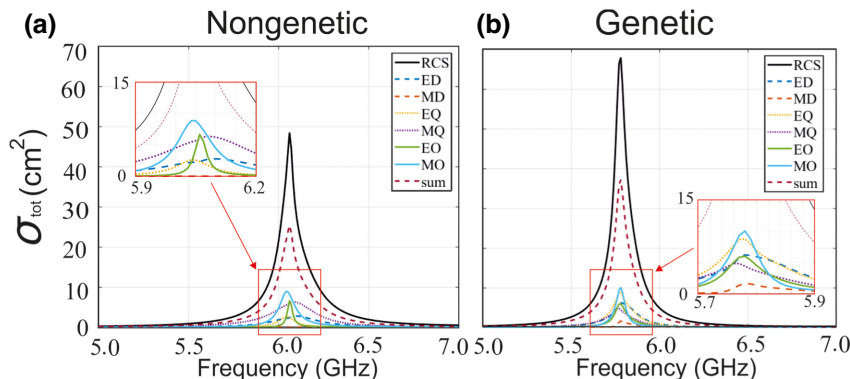 (a) Nongenetic
70
60
50
40
30
20
10
0
σtot (cm2)
RCS
ED
MD
EQ
MQ
EO
MO
sum
15
0
5.9 6.2
5.0 5.5 6.0 6.5 7.0
Frequency (GHz)
(b) Genetic
RCS
ED
MD
EQ
MQ
EO
MO
sum
15
0
5.7 5.9
5.0 5.5 6.0 6.5 7.0
Frequency (GHz)